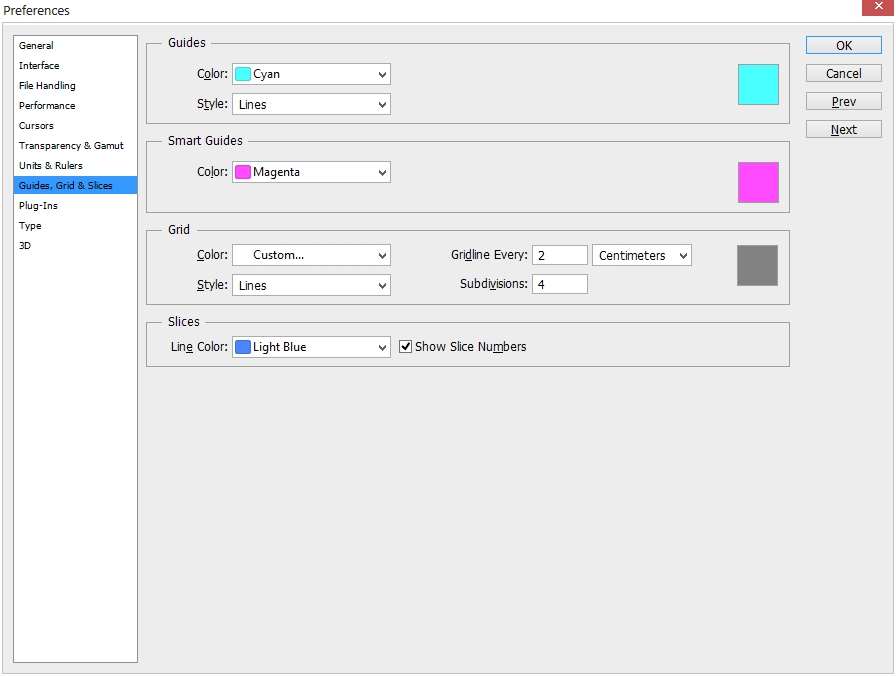 Preferences
General
Interface
File Handling
Performance
Cursors
Transparency & Gamut
Units & Rulers
Guides, Grid & Slices
Plug-Ins
Type
3D
Guides
Color: Cyan
Style: Lines
Smart Guides
Color: Magenta
Grid
Color: Custom... Gridline Every: 2 Centimeters
Style: Lines Subdivisions: 4
Slices
Line Color: Light Blue Show Slice Numbers
OK
Cancel
Prev
Next